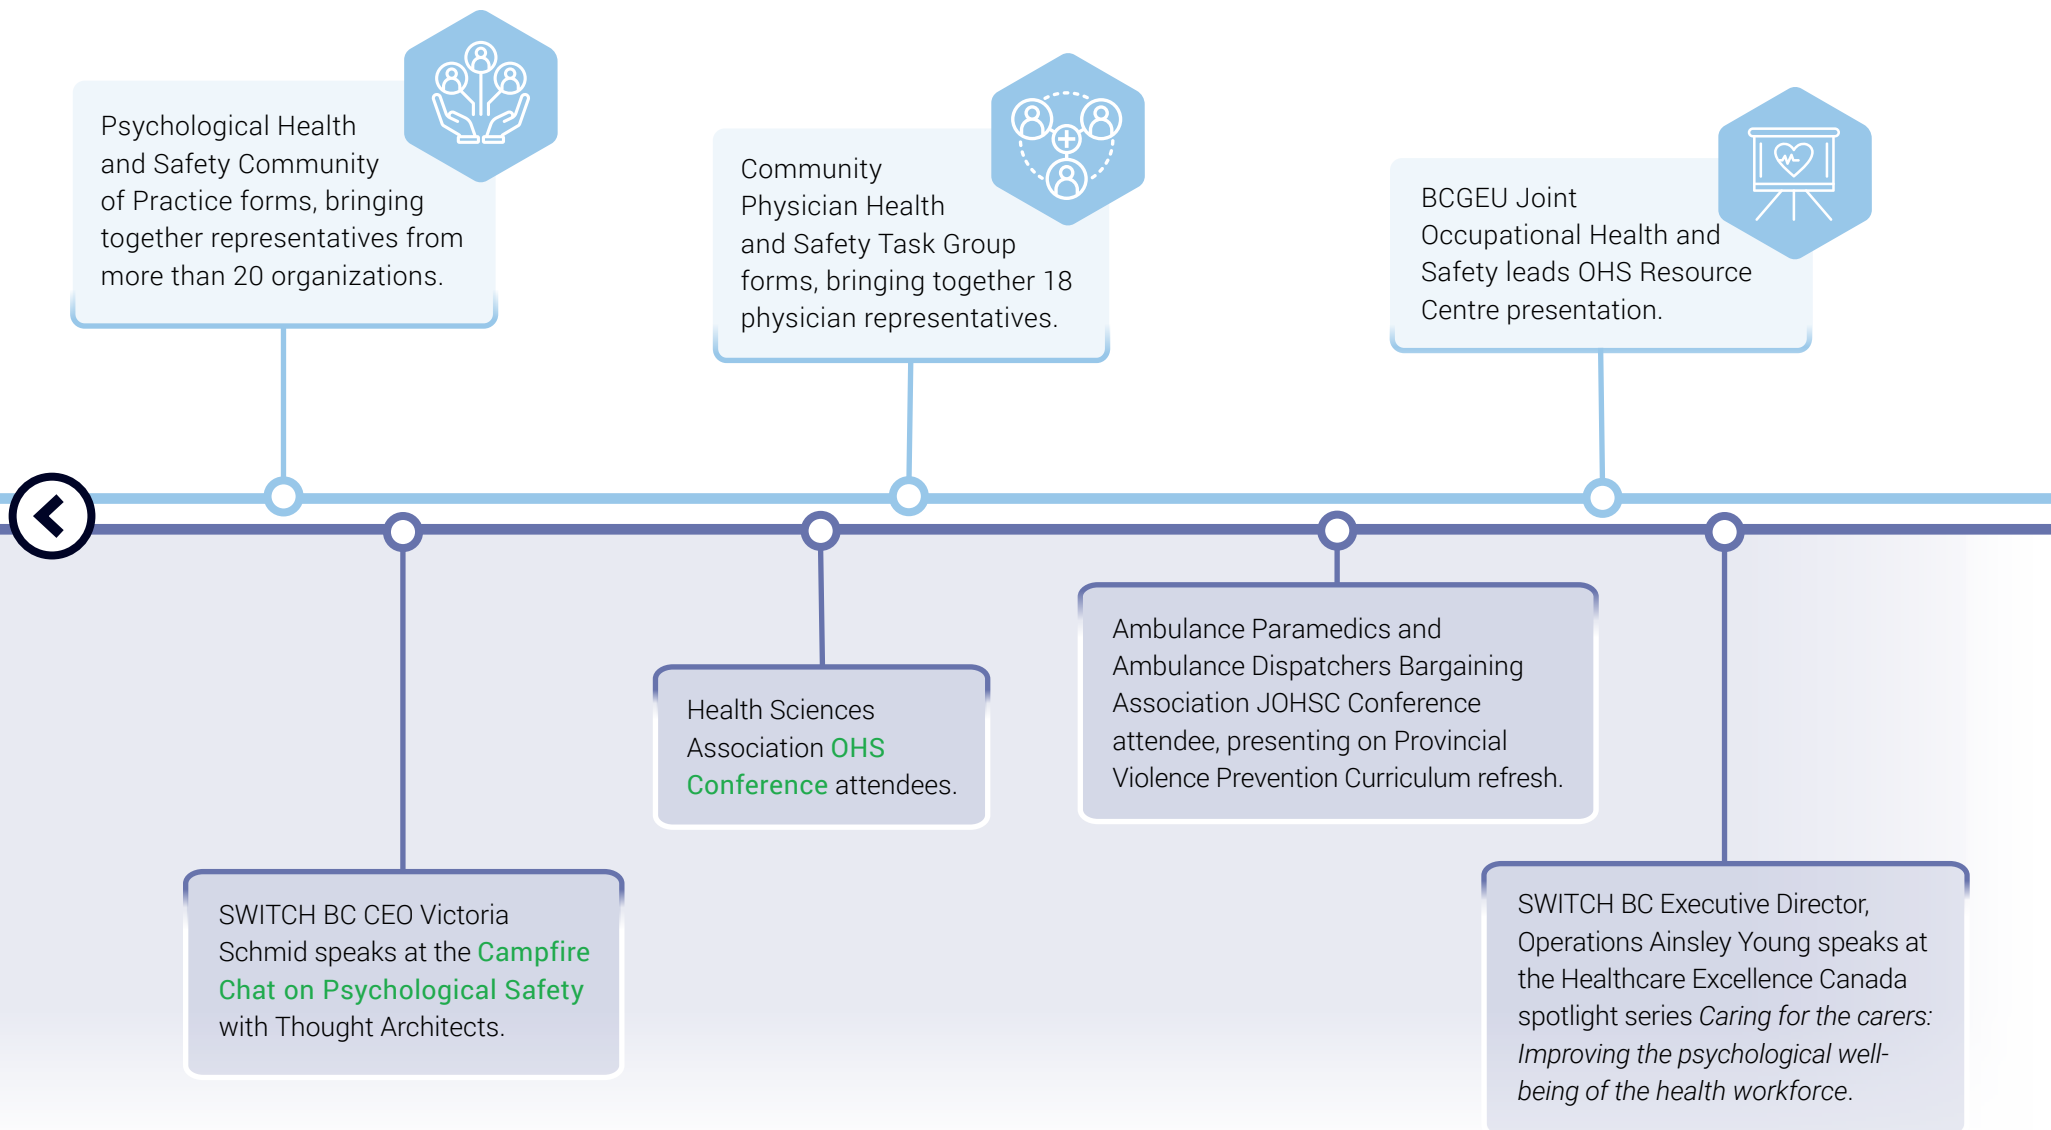 Psychological Health
and Safety Community
of Practice forms, bringing
together representatives from
more than 20 organizations.
Community
Physician Health
and Safety Task Group
forms, bringing together 18
physician representatives.
BCGEU Joint
Occupational Health and
Safety leads OHS Resource
Centre presentation.
SWITCH BC CEO Victoria
Schmid speaks at the Campfire
Chat on Psychological Safety
with Thought Architects.
Health Sciences
Association OHS
Conference attendees.
Ambulance Paramedics and
Ambulance Dispatchers Bargaining
Association JOHSC Conference
attendee, presenting on Provincial
Violence Prevention Curriculum refresh.
SWITCH BC Executive Director,
Operations Ainsley Young speaks at
the Healthcare Excellence Canada
spotlight series Caring for the carers:
Improving the psychological well-
being of the health workforce.